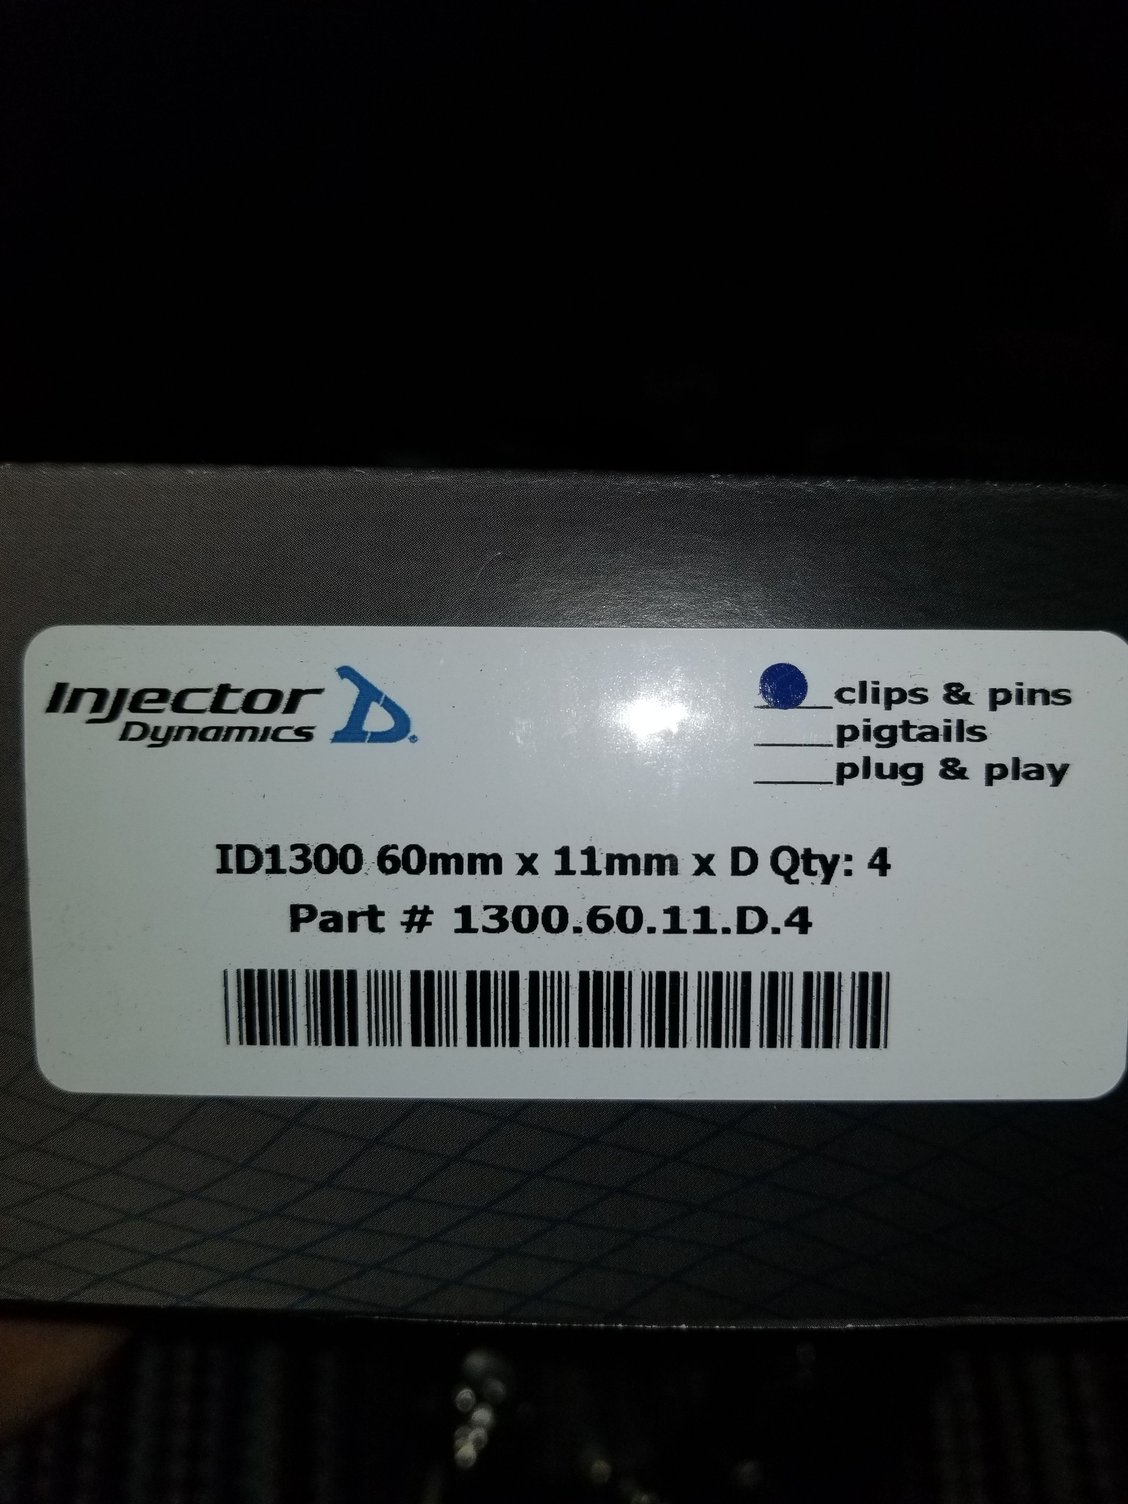 Injector
Dynamics
clips & pins
pigtails
plug & play
ID1300 60mm x 11mm x D Qty: 4
Part # 1300.60.11.D.4